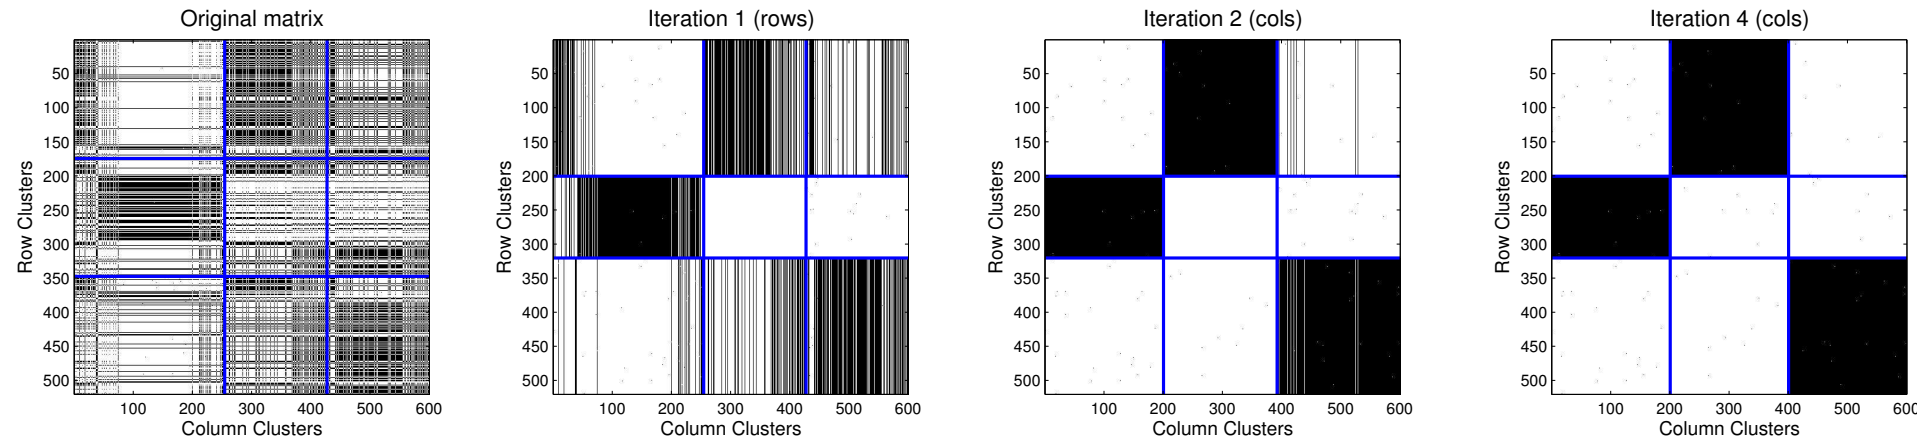 Original matrix
50
100
150
200
250
300
350
400
450
500
Row Clusters
100 200 300 400 500 600
Column Clusters
Iteration 1 (rows)
50
100
150
200
250
300
350
400
450
500
Row Clusters
100 200 300 400 500 600
Column Clusters
Iteration 2 (cols)
50
100
150
200
250
300
350
400
450
500
Row Clusters
100 200 300 400 500 600
Column Clusters
Iteration 4 (cols)
50
100
150
200
250
300
350
400
450
500
Row Clusters
100 200 300 400 500 600
Column Clusters